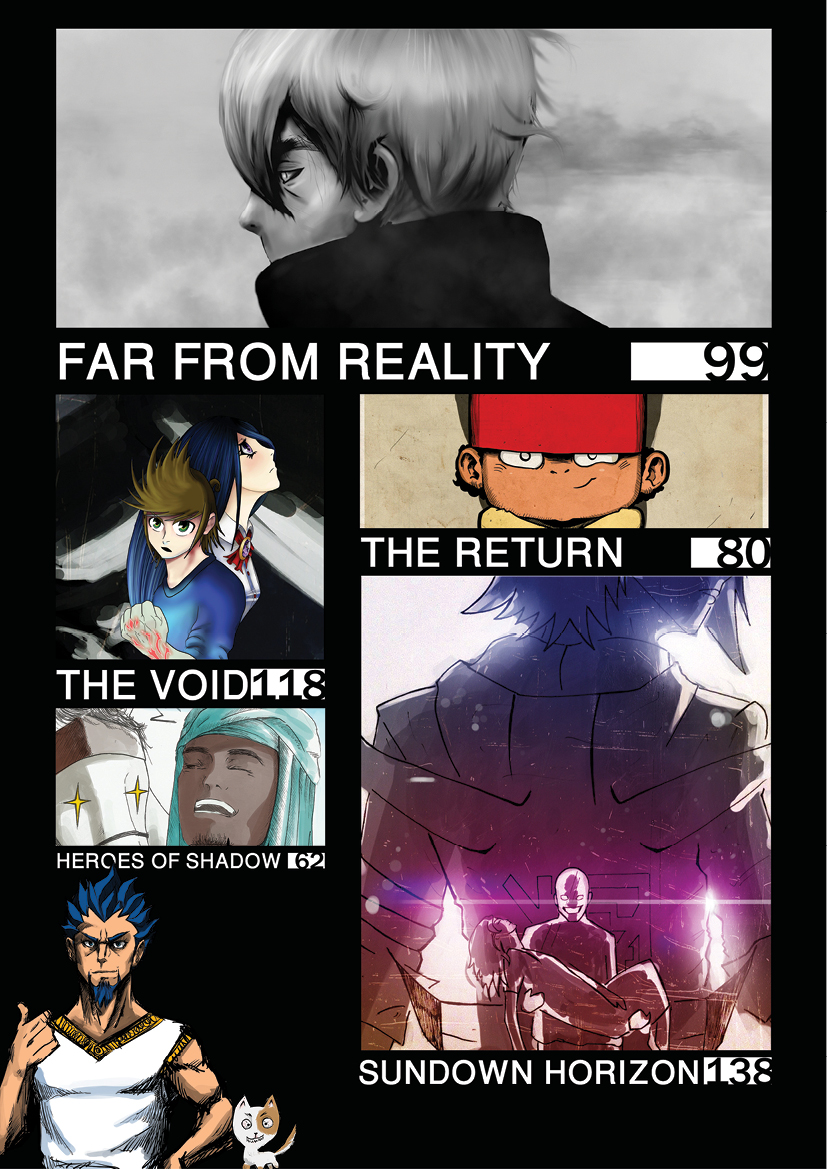 FAR FROM REALITY 99
THE RETURN 80
THE VOID 118
HEROES OF SHADOW 62
SUNDOWN HORIZON 138